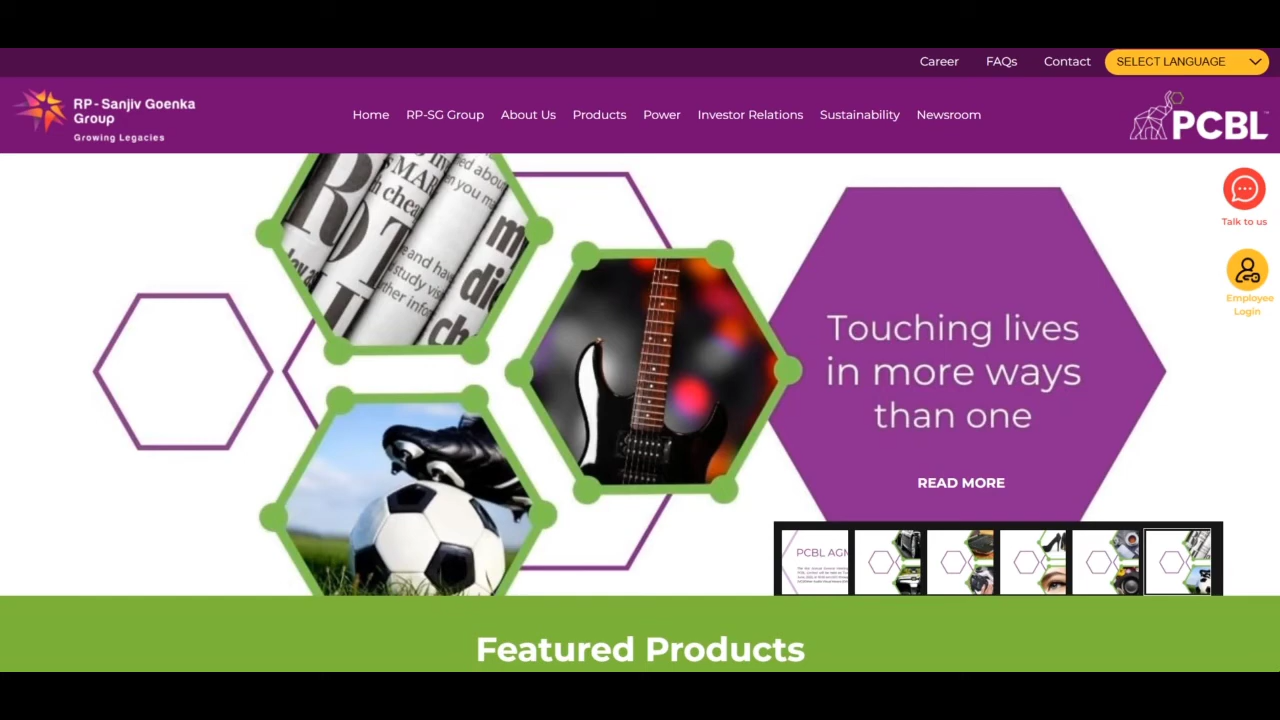 Career FAQs Contact SELECT LANGUAGE
RP-Sanjiv Goenka
Group
Growing Legacies
Home RP-SG Group About Us Products Power Investor Relations Sustainability Newsroom
PCBL
Talk to us
Employee
Login
Touching lives
in more ways
than one
READ MORE
PCBL AGM
Featured Products